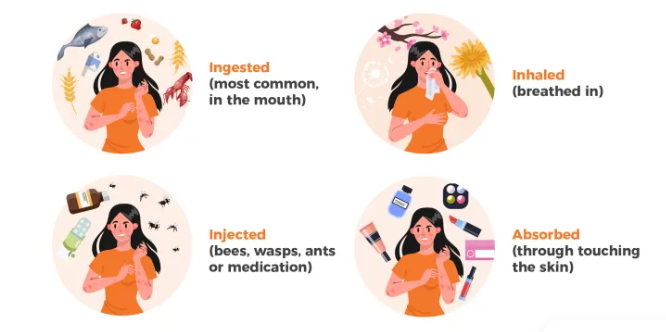 Ingested
(most common,
in the mouth)
Inhaled
(breathed in)
Injected
(bees, wasps, ants
or medication)
Absorbed
(through touching
the skin)